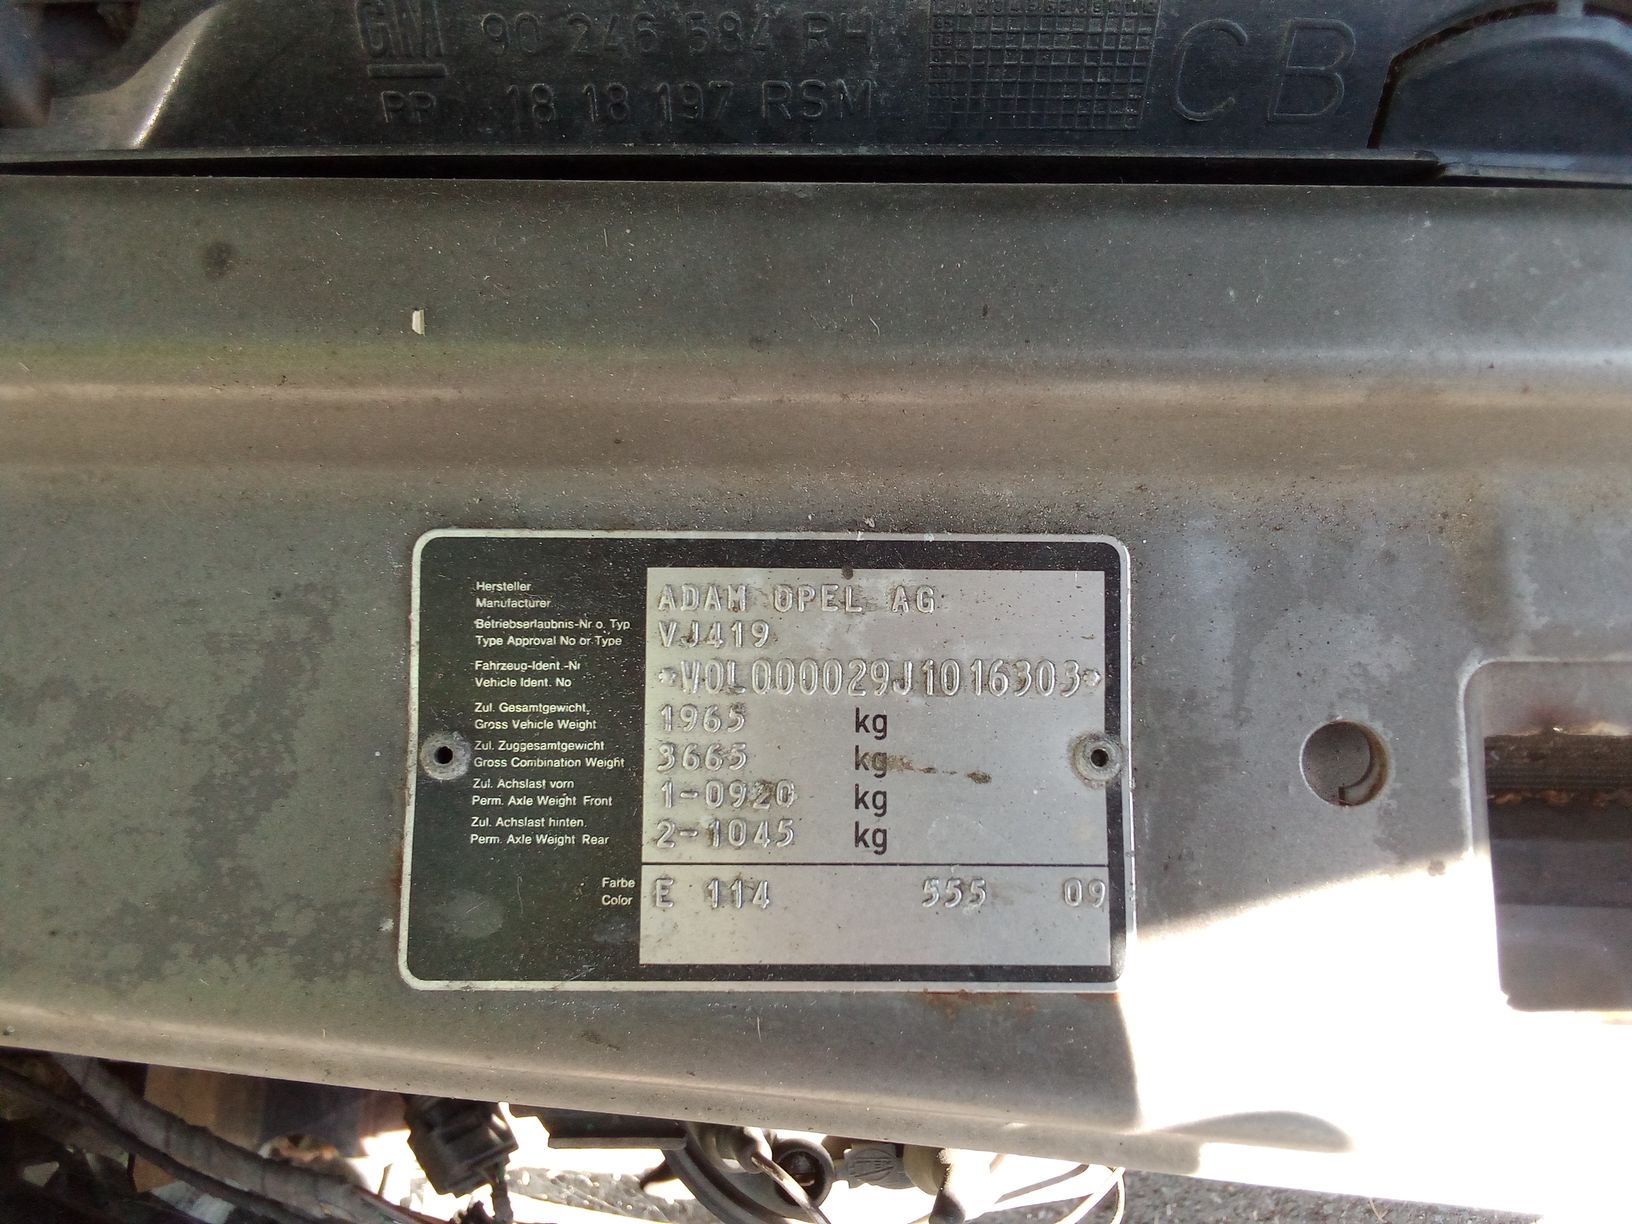 GM 90 246 584 RH
PR 18 18 197 RSM
CB
Hersteller
Manufacturer
ADAM OPEL AG
Betriebserlaubnis-Nr o. Typ
Type Approval No or Type
VJ419
Fahrzeug-Ident.-Nr
Vehicle Ident. No
*W0L000029J1016303*
Zul. Gesamtgewicht
Gross Vehicle Weight
1965 kg
Zul. Zuggesamtgewicht
Gross Combination Weight
3665 kg
Zul. Achslast vorn
Perm. Axle Weight Front
1-0920 kg
Zul. Achslast hinten
Perm. Axle Weight Rear
2-1045 kg
Farbe
Color
E 114 555 09